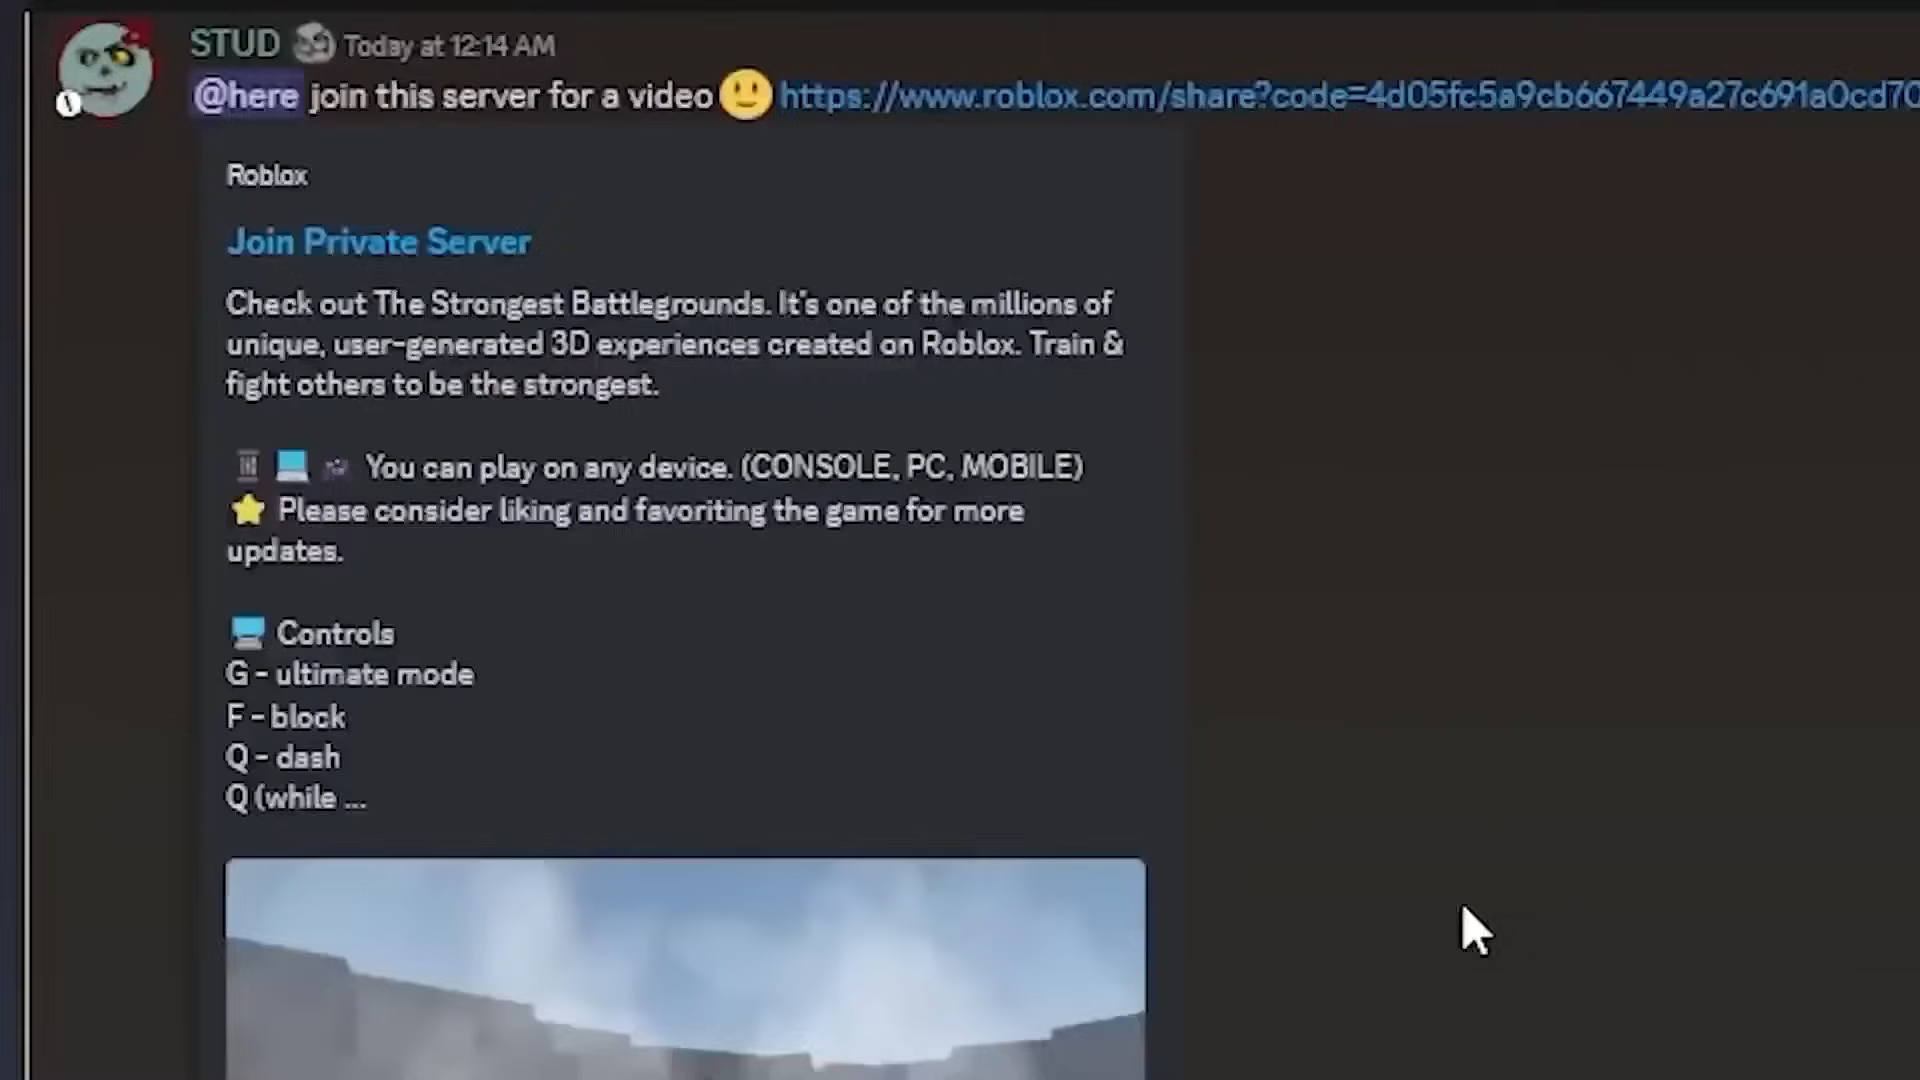 STUD Today at 12:14 AM
@here join this server for a video🙂 https://www.roblox.com/share?code=4d05fc5a9cb667449a27c691a0cd70
Roblox
Join Private Server
Check out The Strongest Battlegrounds. It's one of the millions of
unique, user-generated 3D experiences created on Roblox. Train &
fight others to be the strongest.
You can play on any device. (CONSOLE, PC, MOBILE)
⭐ Please consider liking and favoriting the game for more
updates.
Controls
G - ultimate mode
F - block
Q - dash
Q (while ...